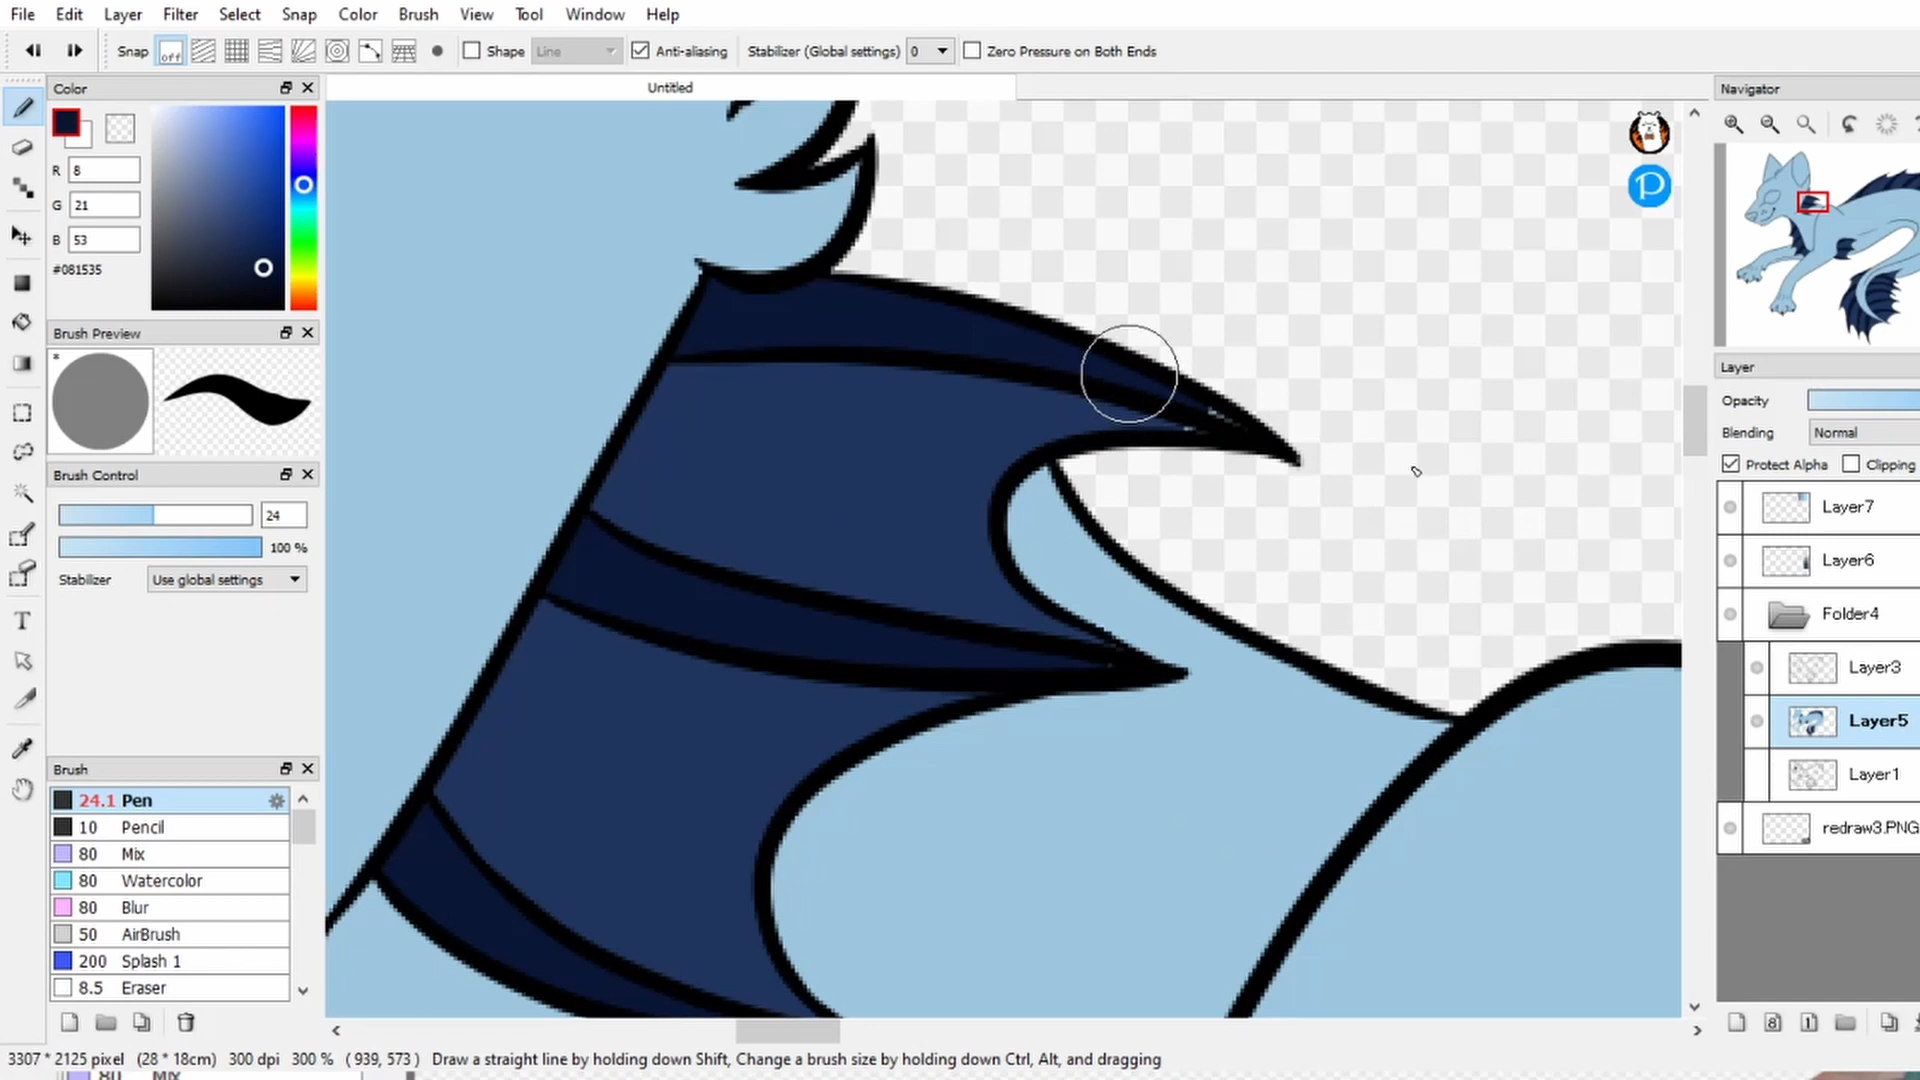 File Edit Layer Filter Select Snap Color Brush View Tool Window Help
Snap off Shape Line Anti-aliasing Stabilizer (Global settings) 0 Zero Pressure on Both Ends
Color
Untitled
Navigator
R 8
G 21
B 53
#081535
P
Brush Preview
Layer
Opacity
Blending Normal
Protect Alpha Clipping
Brush Control
24
100 %
Stabilizer Use global settings
Layer7
Layer6
Folder4
Layer3
Layer5
Layer1
redraw3.PNG
Brush
24.1 Pen
10 Pencil
80 Mix
80 Watercolor
80 Blur
50 AirBrush
200 Splash 1
8.5 Eraser
8
1
T
3307 * 2125 pixel (28 * 18cm) 300 dpi 300 % ( 939, 573 ) Draw a straight line by holding down Shift, Change a brush size by holding down Ctrl, Alt, and dragging
80 Mix